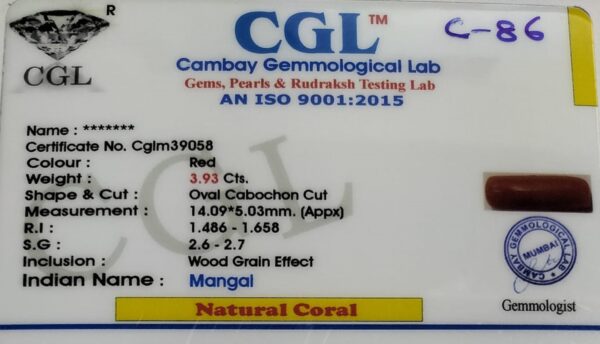 R
CGL
CGL™
C-86
Cambay Gemmological Lab
Gems, Pearls & Rudraksh Testing Lab
AN ISO 9001:2015
Name : *******
Certificate No. Cglm39058
Colour : Red
Weight : 3.93 Cts.
Shape & Cut : Oval Cabochon Cut
Measurement : 14.09*5.03mm. (Appx)
R.I : 1.486 - 1.658
S.G : 2.6 - 2.7
Inclusion : Wood Grain Effect
Indian Name : Mangal
CGL
CAMBAY GEMMOLOGICAL LAB
MUMBAI
Gemmologist
Natural Coral